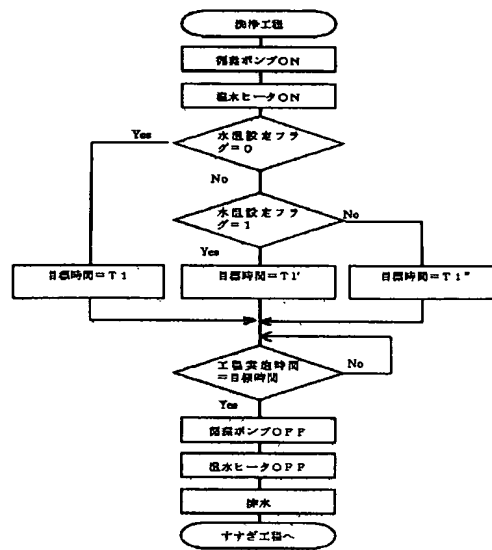 洗浄工程
循環ポンプON
温水ヒータON
水温設定フラ
グ=0
Yes
No
水温設定フラ
グ=1
No
Yes
目標時間=T1
目標時間=T1'
目標時間=T1"
工程実施時間
=目標時間
No
Yes
循環ポンプOFF
温水ヒータOFF
排水
すすぎ工程へ